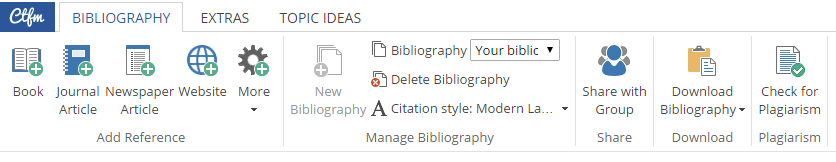 Ctfm BIBLIOGRAPHY EXTRAS TOPIC IDEAS
Book
Journal
Article
Newspaper
Article
Website
More
Add Reference
New
Bibliography
Bibliography Your biblic
Delete Bibliography
A Citation style: Modern La...
Manage Bibliography
Share with
Group
Share
Download
Bibliography
Download
Check for
Plagiarism
Plagiarism